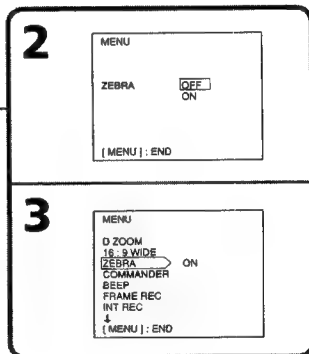 2
MENU
ZEBRA OFF
ON
[ MENU ] : END
3
MENU
D ZOOM
16 : 9 WIDE
ZEBRA ON
COMMANDER
BEEP
FRAME REC
INT REC
↓
[ MENU ] : END